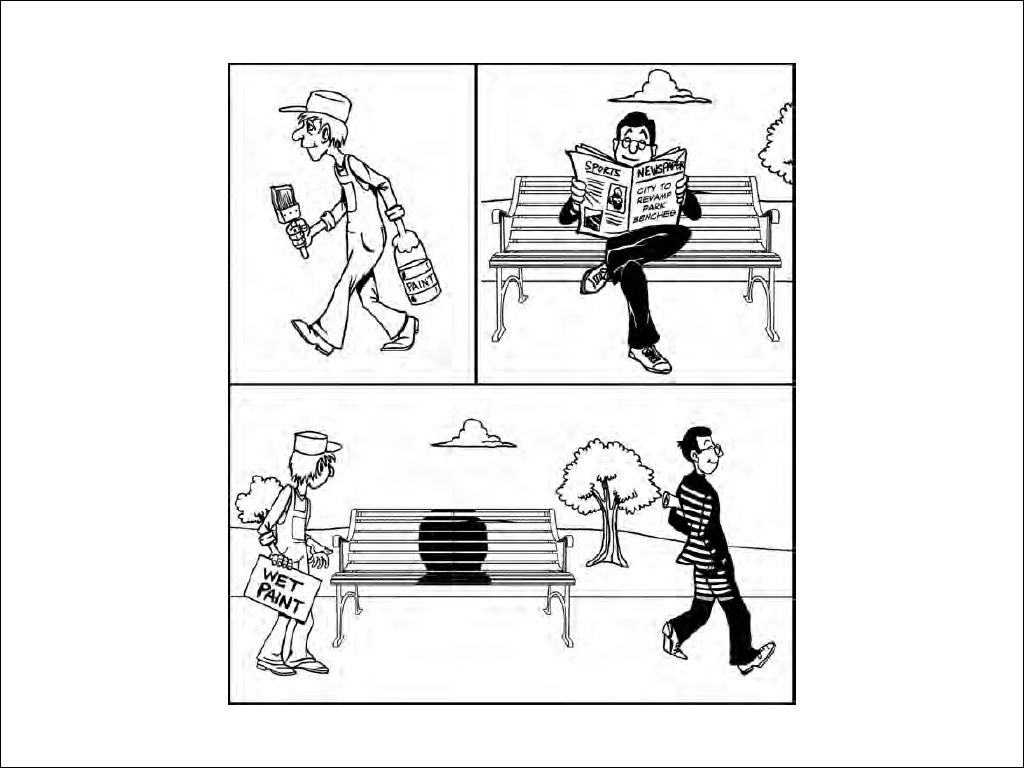 PAINT
SPORTS
NEWSPAPER
CITY TO
REVAMP
PARK
BENCHES
WET
PAINT